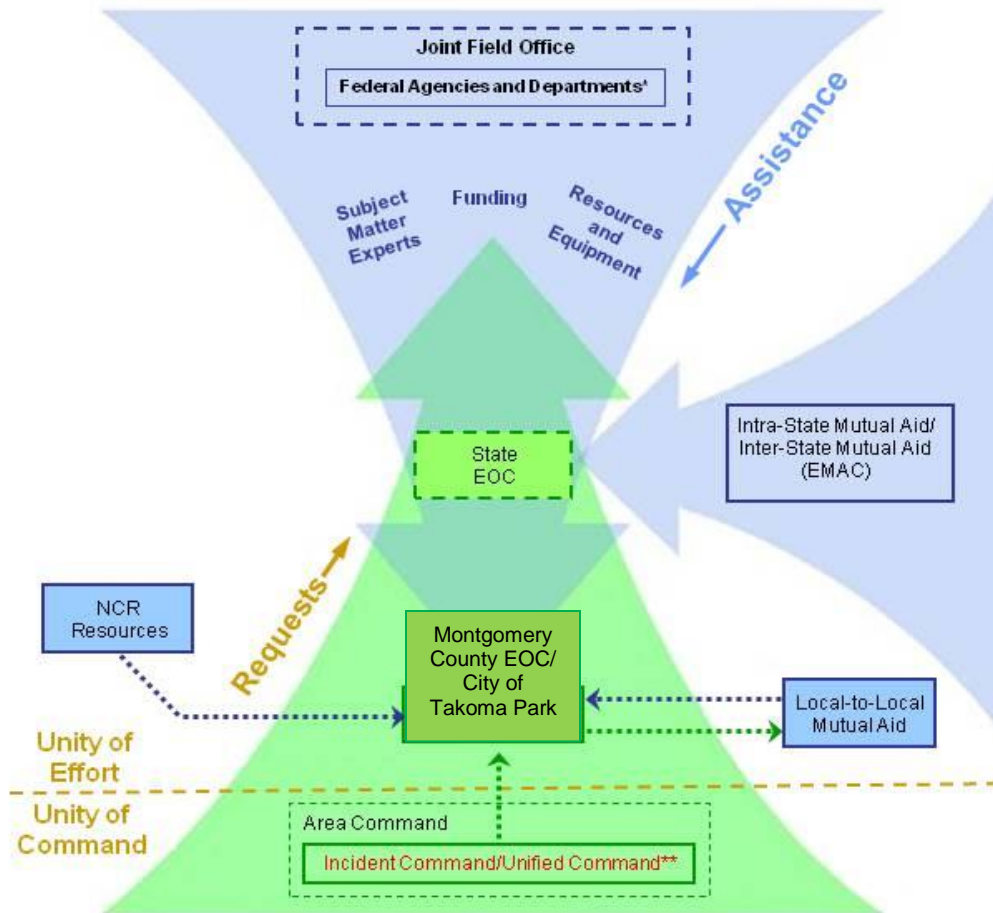 Joint Field Office
Federal Agencies and Departments*
Assistance
Subject
Matter
Experts
Funding
Resources
and
Equipment
State
EOC
Intra-State Mutual Aid/
Inter-State Mutual Aid
(EMAC)
Requests
NCR
Resources
Montgomery
County EOC/
City of
Takoma Park
Local-to-Local
Mutual Aid
Unity of
Effort
Unity of
Command
Area Command
Incident Command/Unified Command**